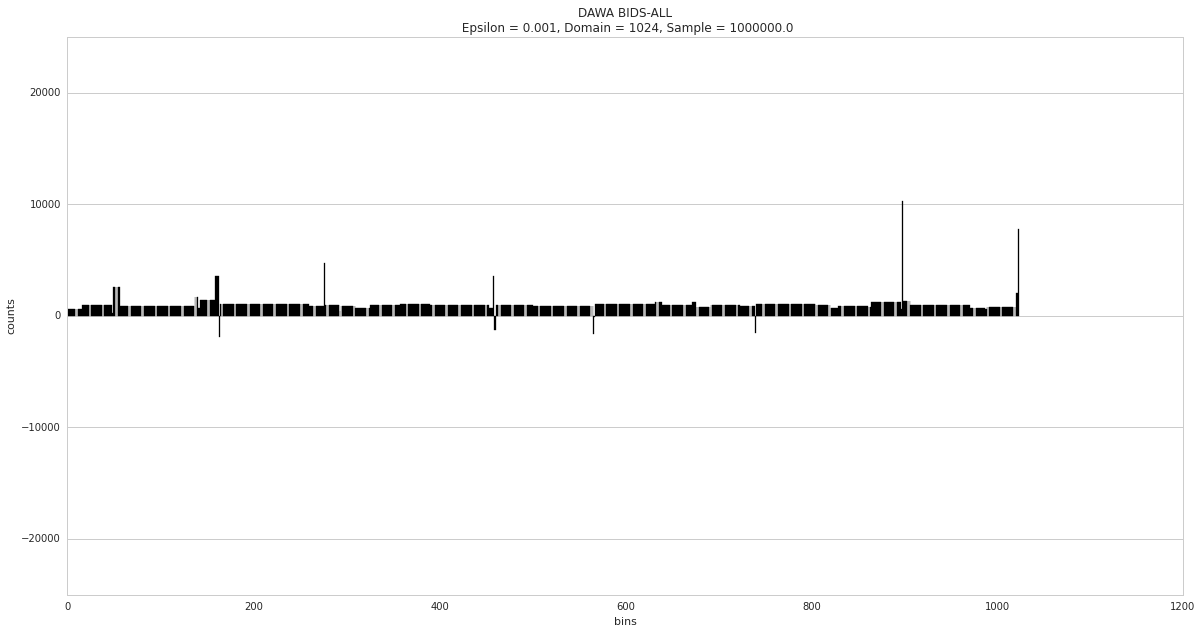 DAWA BIDS-ALL
Epsilon = 0.001, Domain = 1024, Sample = 1000000.0
20000
10000
0
−10000
−20000
counts
0 200 400 600 800 1000 1200
bins